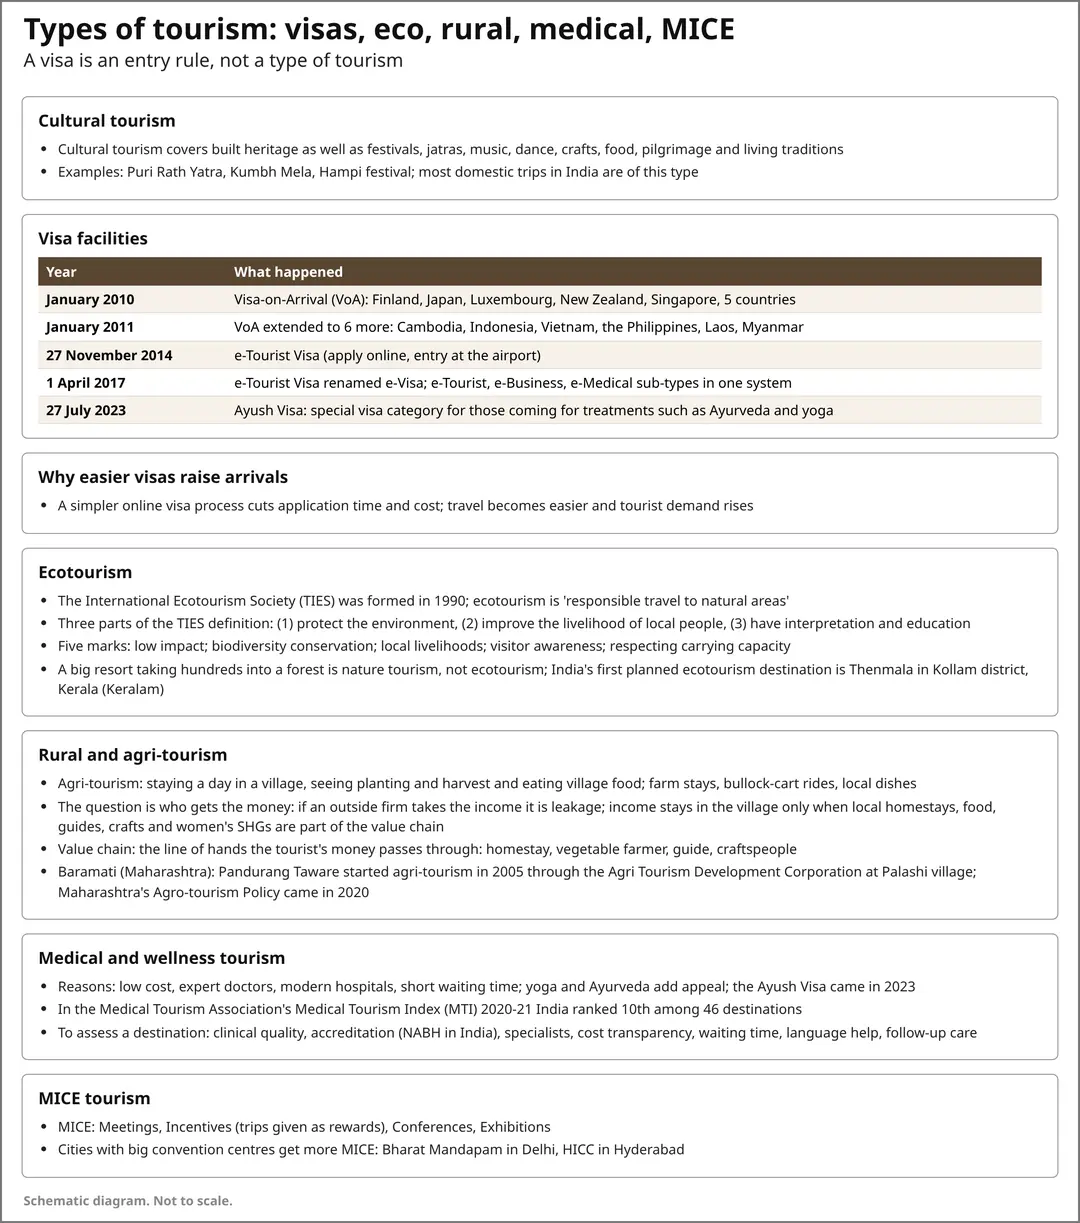 Types of tourism: visas, eco, rural, medical, MICE
A visa is an entry rule, not a type of tourism
Cultural tourism
• Cultural tourism covers built heritage as well as festivals, jatras, music, dance, crafts, food, pilgrimage and living traditions
• Examples: Puri Rath Yatra, Kumbh Mela, Hampi festival; most domestic trips in India are of this type
Visa facilities
Year What happened
January 2010 Visa-on-Arrival (VoA): Finland, Japan, Luxembourg, New Zealand, Singapore, 5 countries
January 2011 VoA extended to 6 more: Cambodia, Indonesia, Vietnam, the Philippines, Laos, Myanmar
27 November 2014 e-Tourist Visa (apply online, entry at the airport)
1 April 2017 e-Tourist Visa renamed e-Visa; e-Tourist, e-Business, e-Medical sub-types in one system
27 July 2023 Ayush Visa: special visa category for those coming for treatments such as Ayurveda and yoga
Why easier visas raise arrivals
• A simpler online visa process cuts application time and cost; travel becomes easier and tourist demand rises
Ecotourism
• The International Ecotourism Society (TIES) was formed in 1990; ecotourism is 'responsible travel to natural areas'
• Three parts of the TIES definition: (1) protect the environment, (2) improve the livelihood of local people, (3) have interpretation and education
• Five marks: low impact; biodiversity conservation; local livelihoods; visitor awareness; respecting carrying capacity
• A big resort taking hundreds into a forest is nature tourism, not ecotourism; India's first planned ecotourism destination is Thenmala in Kollam district,
Kerala (Keralam)
Rural and agri-tourism
• Agri-tourism: staying a day in a village, seeing planting and harvest and eating village food; farm stays, bullock-cart rides, local dishes
• The question is who gets the money: if an outside firm takes the income it is leakage; income stays in the village only when local homestays, food,
guides, crafts and women's SHGs are part of the value chain
• Value chain: the line of hands the tourist's money passes through: homestay, vegetable farmer, guide, craftspeople
• Baramati (Maharashtra): Pandurang Taware started agri-tourism in 2005 through the Agri Tourism Development Corporation at Palashi village;
Maharashtra's Agro-tourism Policy came in 2020
Medical and wellness tourism
• Reasons: low cost, expert doctors, modern hospitals, short waiting time; yoga and Ayurveda add appeal; the Ayush Visa came in 2023
• In the Medical Tourism Association's Medical Tourism Index (MTI) 2020-21 India ranked 10th among 46 destinations
• To assess a destination: clinical quality, accreditation (NABH in India), specialists, cost transparency, waiting time, language help, follow-up care
MICE tourism
• MICE: Meetings, Incentives (trips given as rewards), Conferences, Exhibitions
• Cities with big convention centres get more MICE: Bharat Mandapam in Delhi, HICC in Hyderabad
Schematic diagram. Not to scale.